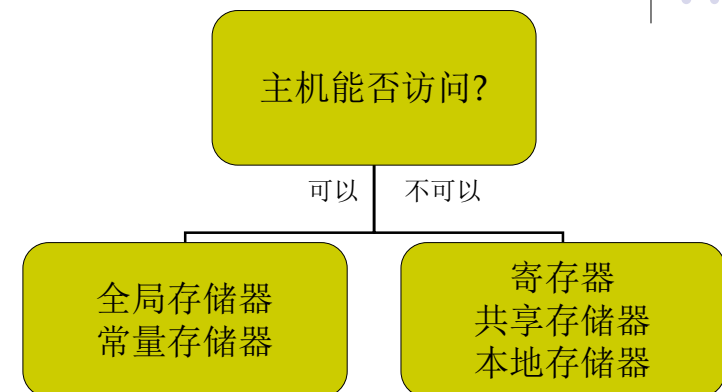 主机能否访问?
可以
不可以
全局存储器
常量存储器
寄存器
共享存储器
本地存储器